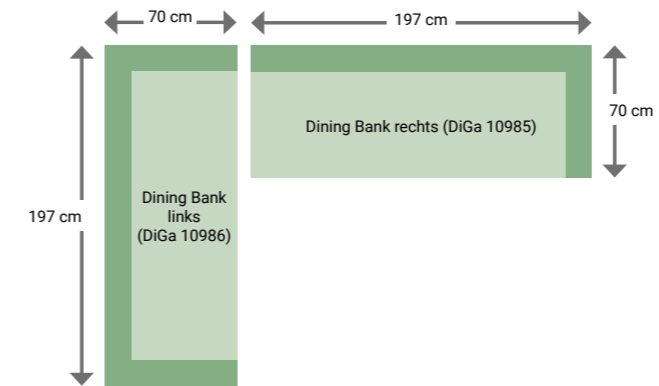 70 cm
197 cm
70 cm
Dining Bank rechts (DiGa 10985)
Dining Bank
links
(DiGa 10986)
197 cm